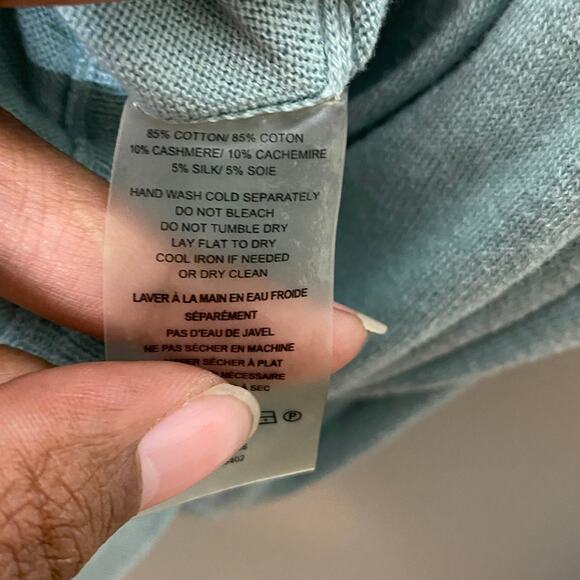 85% COTTON/ 85% COTON
10% CASHMERE/ 10% CACHEMIRE
5% SILK/ 5% SOIE
HAND WASH COLD SEPARATELY
DO NOT BLEACH
DO NOT TUMBLE DRY
LAY FLAT TO DRY
COOL IRON IF NEEDED
OR DRY CLEAN
LAVER À LA MAIN EN EAU FROIDE
SÉPARÉMENT
PAS D'EAU DE JAVEL
NE PAS SÉCHER EN MACHINE
SÉCHER À PLAT
NÉCESSAIRE
À SEC
P